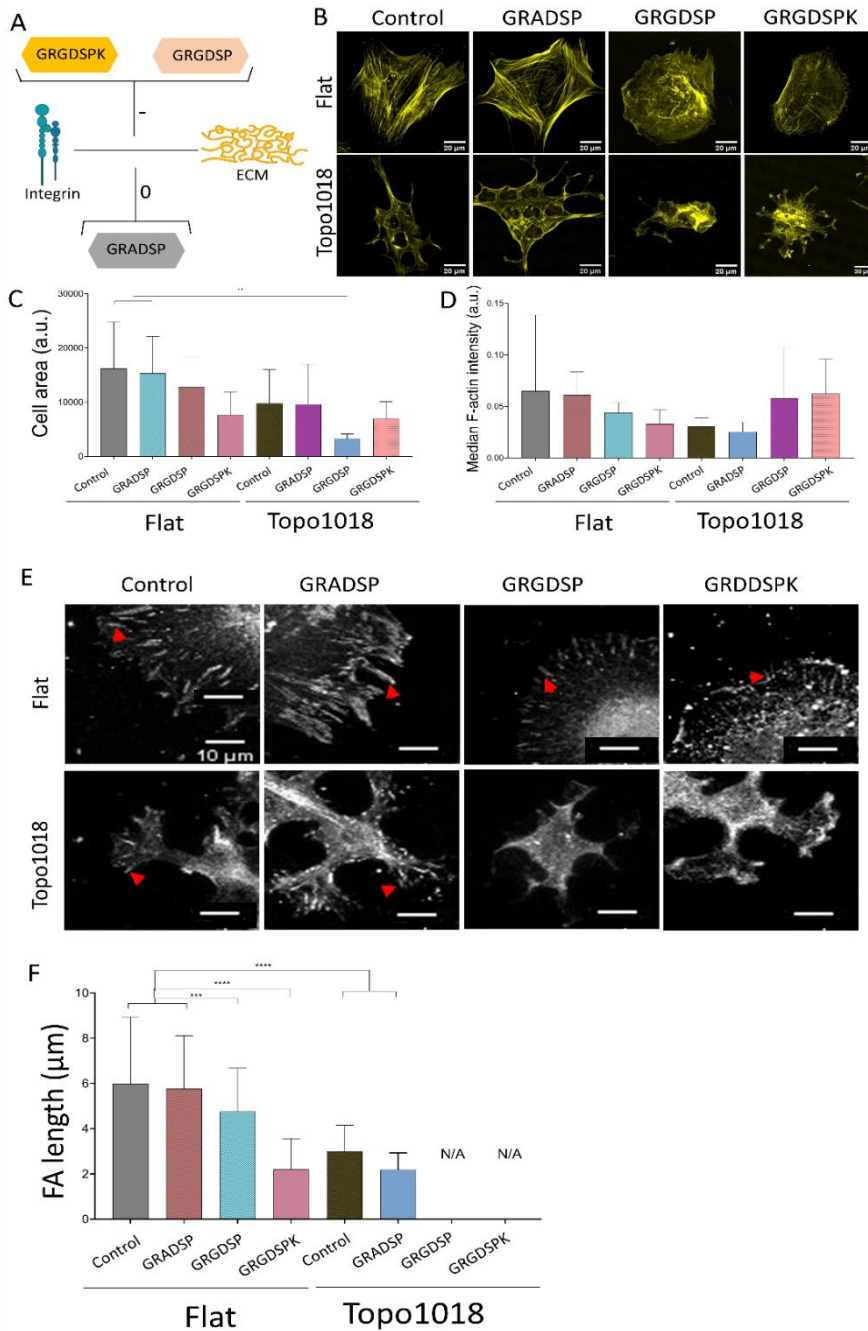 A
GRGDSPK GRGDSP
-
Integrin
ECM
0
GRADSP
B
Control GRADSP GRGDSP GRGDSPK
Flat
20 µm 20 µm 20 µm 20 µm
Topo1018
20 µm 20 µm 20 µm 20 µm
C
Cell area (a.u.)
30000
20000
10000
0
**
Control GRADSP GRGDSP GRGDSPK Control GRADSP GRGDSP GRGDSPK
Flat Topo1018
D
Median F-actin intensity (a.u.)
0.15
0.10
0.05
0.00
Control GRADSP GRGDSP GRGDSPK Control GRADSP GRGDSP GRGDSPK
Flat Topo1018
E
Control GRADSP GRGDSP GRDDSPK
Flat
10 µm
Topo1018
F
FA length (µm)
10
8
6
4
2
0
****
****
***
N/A N/A
Control GRADSP GRGDSP GRGDSPK Control GRADSP GRGDSP GRGDSPK
Flat Topo1018